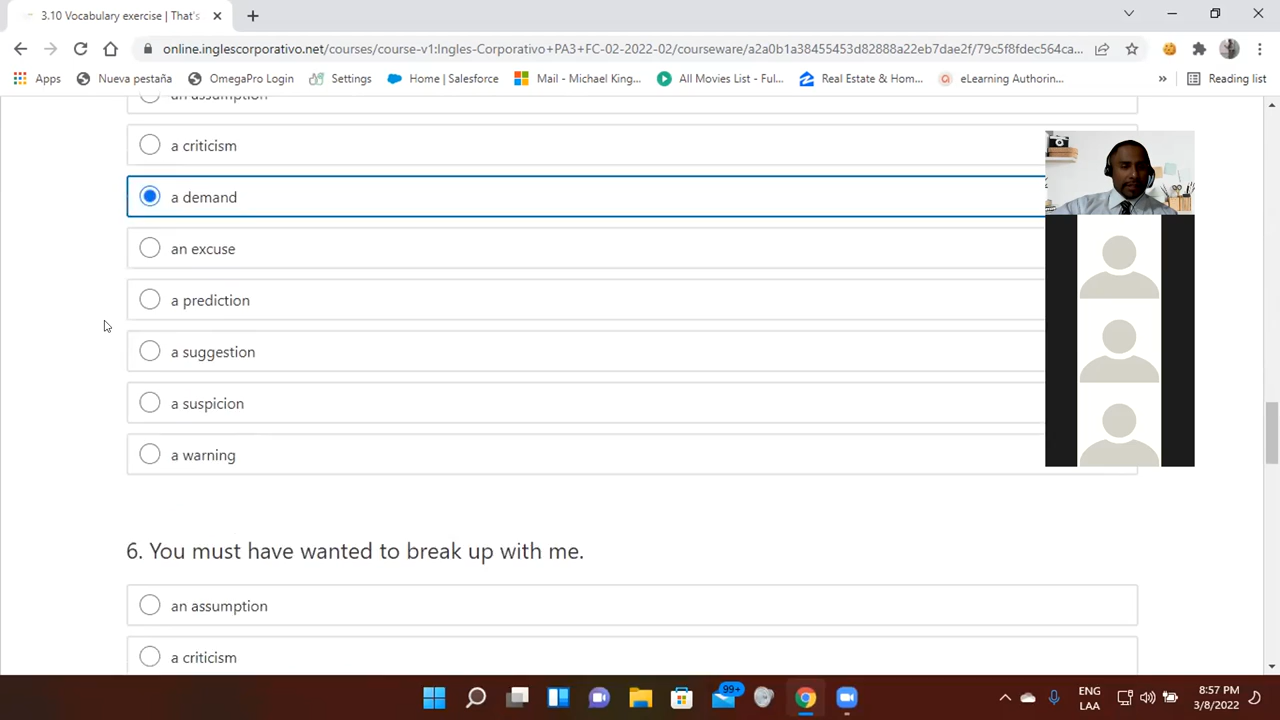 3.10 Vocabulary exercise | That's
online.inglescorporativo.net/courses/course-v1:Ingles-Corporativo+PA3+FC-02-2022-02/courseware/a2a0b1a38455453d82888a22eb7dae2f/79c5f8fdec564ca...
Apps Nueva pestaña OmegaPro Login Settings Home | Salesforce Mail - Michael King... All Movies List - Ful... Real Estate & Hom... eLearning Authorin... » Reading list
an assumption
a criticism
a demand
an excuse
a prediction
a suggestion
a suspicion
a warning
6. You must have wanted to break up with me.
an assumption
a criticism
99+
ENG
LAA
8:57 PM
3/8/2022